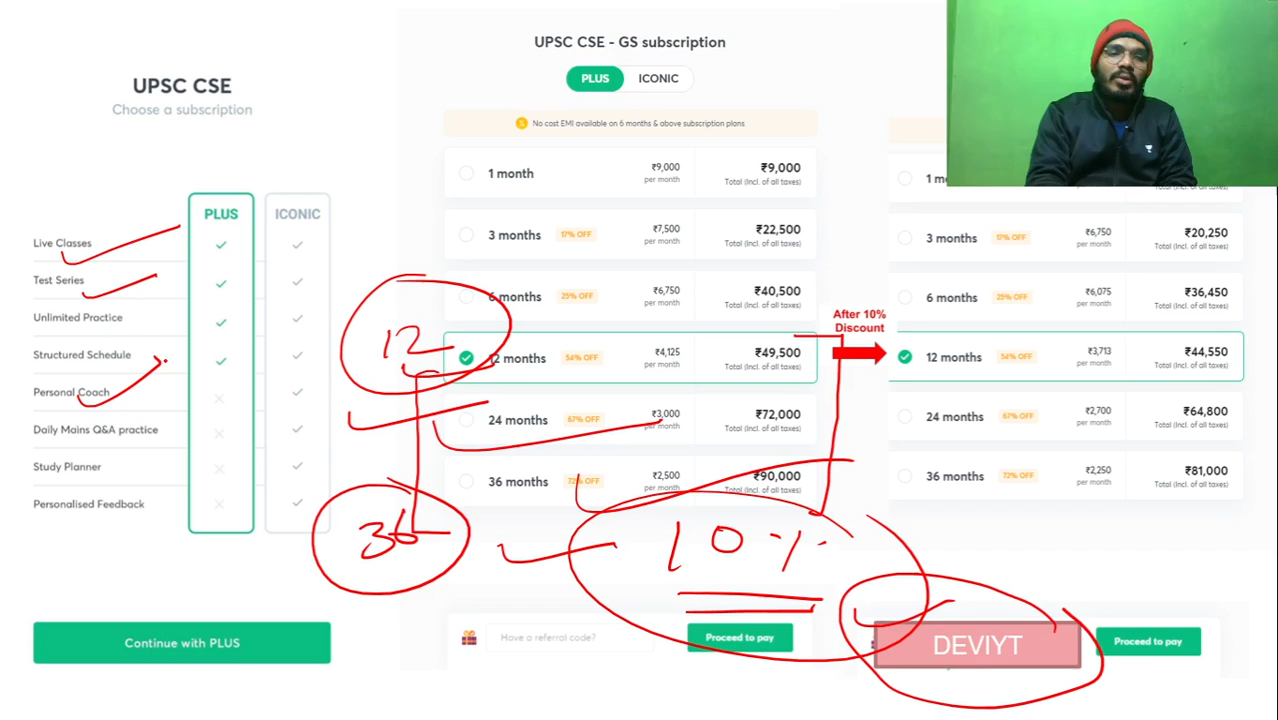 UPSC CSE
Choose a subscription
PLUS ICONIC
Live Classes
Test Series
Unlimited Practice
Structured Schedule
Personal Coach
Daily Mains Q&A practice
Study Planner
Personalised Feedback
Continue with PLUS
UPSC CSE - GS subscription
PLUS ICONIC
No cost EMI available on 6 months & above subscription plans
1 month ₹9,000 ₹9,000
per month Total (Incl. of all taxes)
3 months 17% OFF ₹7,500 ₹22,500
per month Total (Incl. of all taxes)
6 months 25% OFF ₹6,750 ₹40,500
per month Total (Incl. of all taxes)
12 months 54% OFF ₹4,125 ₹49,500
per month Total (Incl. of all taxes)
24 months 67% OFF ₹3,000 ₹72,000
per month Total (Incl. of all taxes)
36 months 72% OFF ₹2,500 ₹90,000
per month Total (Incl. of all taxes)
12
36
10%
Have a referral code? Proceed to pay
After 10%
Discount
1
per month Total (Incl. of all taxes)
3 months 17% OFF ₹6,750 ₹20,250
per month Total (Incl. of all taxes)
6 months 25% OFF ₹6,075 ₹36,450
per month Total (Incl. of all taxes)
12 months 54% OFF ₹3,713 ₹44,550
per month Total (Incl. of all taxes)
24 months 67% OFF ₹2,700 ₹64,800
per month Total (Incl. of all taxes)
36 months 72% OFF ₹2,250 ₹81,000
per month Total (Incl. of all taxes)
DEVIYT Proceed to pay